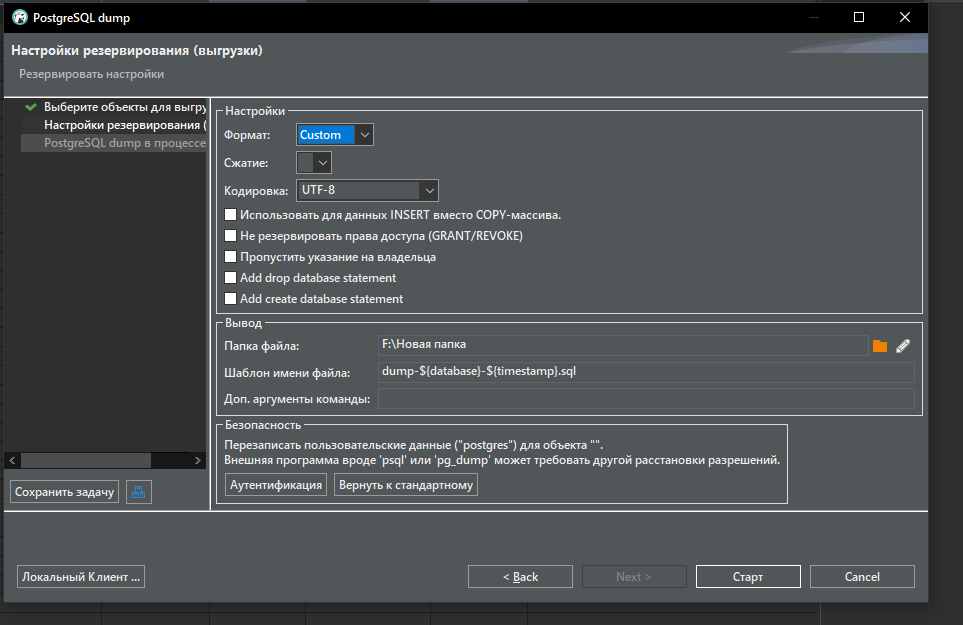 PostgreSQL dump
Настройки резервирования (выгрузки)
Резервировать настройки
Выберите объекты для выгру
Настройки резервирования (
PostgreSQL dump в процессе
Настройки
Формат: Custom
Сжатие:
Кодировка: UTF-8
Использовать для данных INSERT вместо COPY-массива.
Не резервировать права доступа (GRANT/REVOKE)
Пропустить указание на владельца
Add drop database statement
Add create database statement
Вывод
Папка файла: F:\Новая папка
Шаблон имени файла: dump-${database}-${timestamp}.sql
Доп. аргументы команды:
Безопасность
Перезаписать пользовательские данные ("postgres") для объекта "".
Внешняя программа вроде 'psql' или 'pg_dump' может требовать другой расстановки разрешений.
Сохранить задачу
Аутентификация Вернуть к стандартному
Локальный Клиент ... < Back Next > Старт Cancel